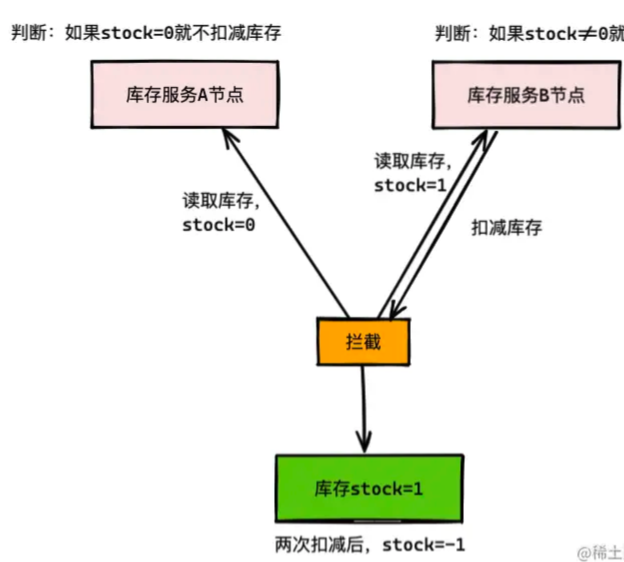 判断：如果stock=0就不扣减库存
判断：如果stock≠0就
库存服务A节点
库存服务B节点
读取库存，
stock=1
读取库存，
stock=0
扣减库存
拦截
库存stock=1
两次扣减后，stock=-1
@稀土